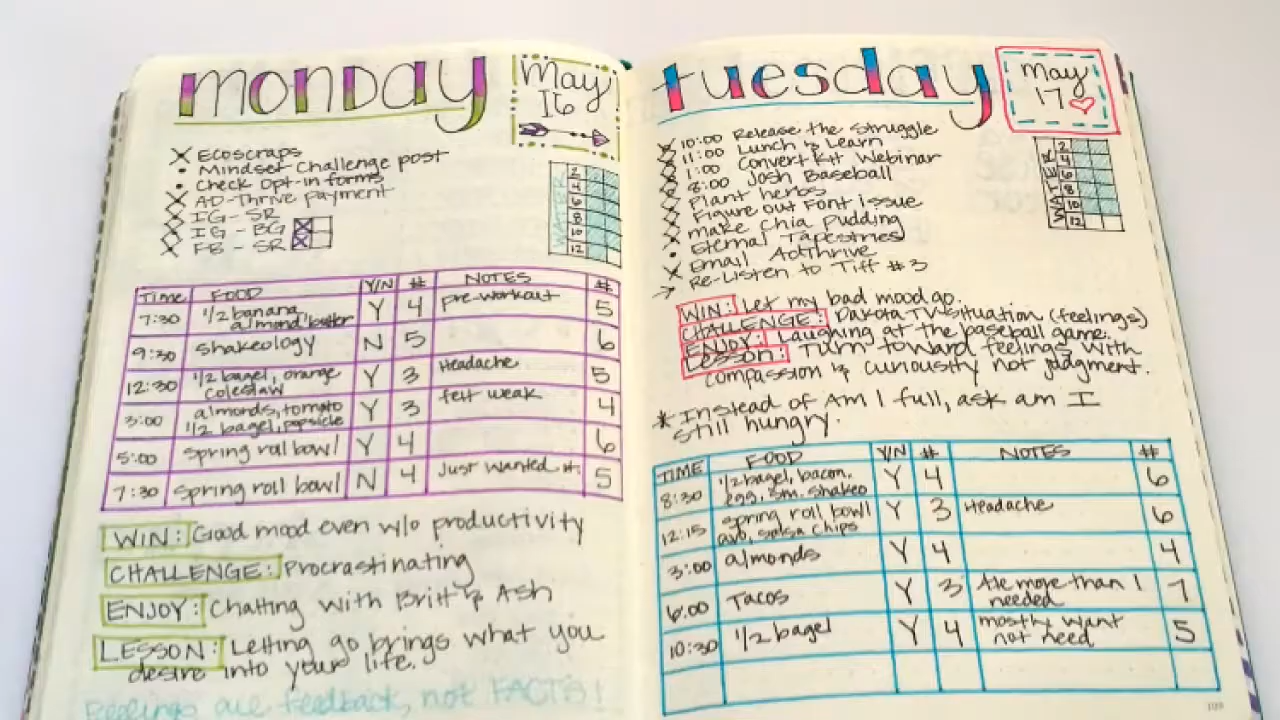 monday
May
16
X Ecoscraps
• Mindset Challenge post
• Check Opt-in forms
X AD-Thrive payment
X IG - SR
X IG - BG
X FB - SR
WATER
2
4
6
8
10
12
TIME FOOD Y/N # NOTES #
7:30 1/2 banana, almond butter Y 4 pre-workout 5
9:30 Shakeology N 5 6
12:30 1/2 bagel, orange coleslaw Y 3 Headache 5
3:00 almonds, tomato 1/2 bagel, popsicle Y 3 felt weak 4
5:00 spring roll bowl Y 4 6
7:30 spring roll bowl N 4 Just wanted it. 5
WIN: Good mood even w/o productivity
CHALLENGE: Procrastinating
ENJOY: Chatting with Britt & Ash
LESSON: Letting go brings what you
desire into your life.
Feelings are feedback, not FACTS!
tuesday
May
17
X 10:00 Release the struggle
X 11:00 Lunch & Learn
X 1:00 Convert Kit Webinar
X 8:00 Josh Baseball
X Plant herbs
X Figure out Font issue
X make Chia Pudding
• Eternal Tapestries
X Email AdThrive
→ Re-Listen to Tiff #3
WATER
2
4
6
8
10
12
WIN: Let my bad mood go.
CHALLENGE: Dakota TV situation (feelings)
ENJOY: Laughing at the baseball game.
Lesson: Turn toward feelings with
compassion & curiousity not judgment.
* Instead of Am I full, ask am I
still hungry.
TIME FOOD Y/N # NOTES #
8:30 1/2 bagel, bacon, egg, sm. shakeo Y 4 6
12:15 spring roll bowl avo, salsa chips Y 3 Headache 6
3:00 almonds Y 4 4
6:00 Tacos Y 3 Ate more than I needed 7
10:30 1/2 bagel Y 4 mostly want not need 5